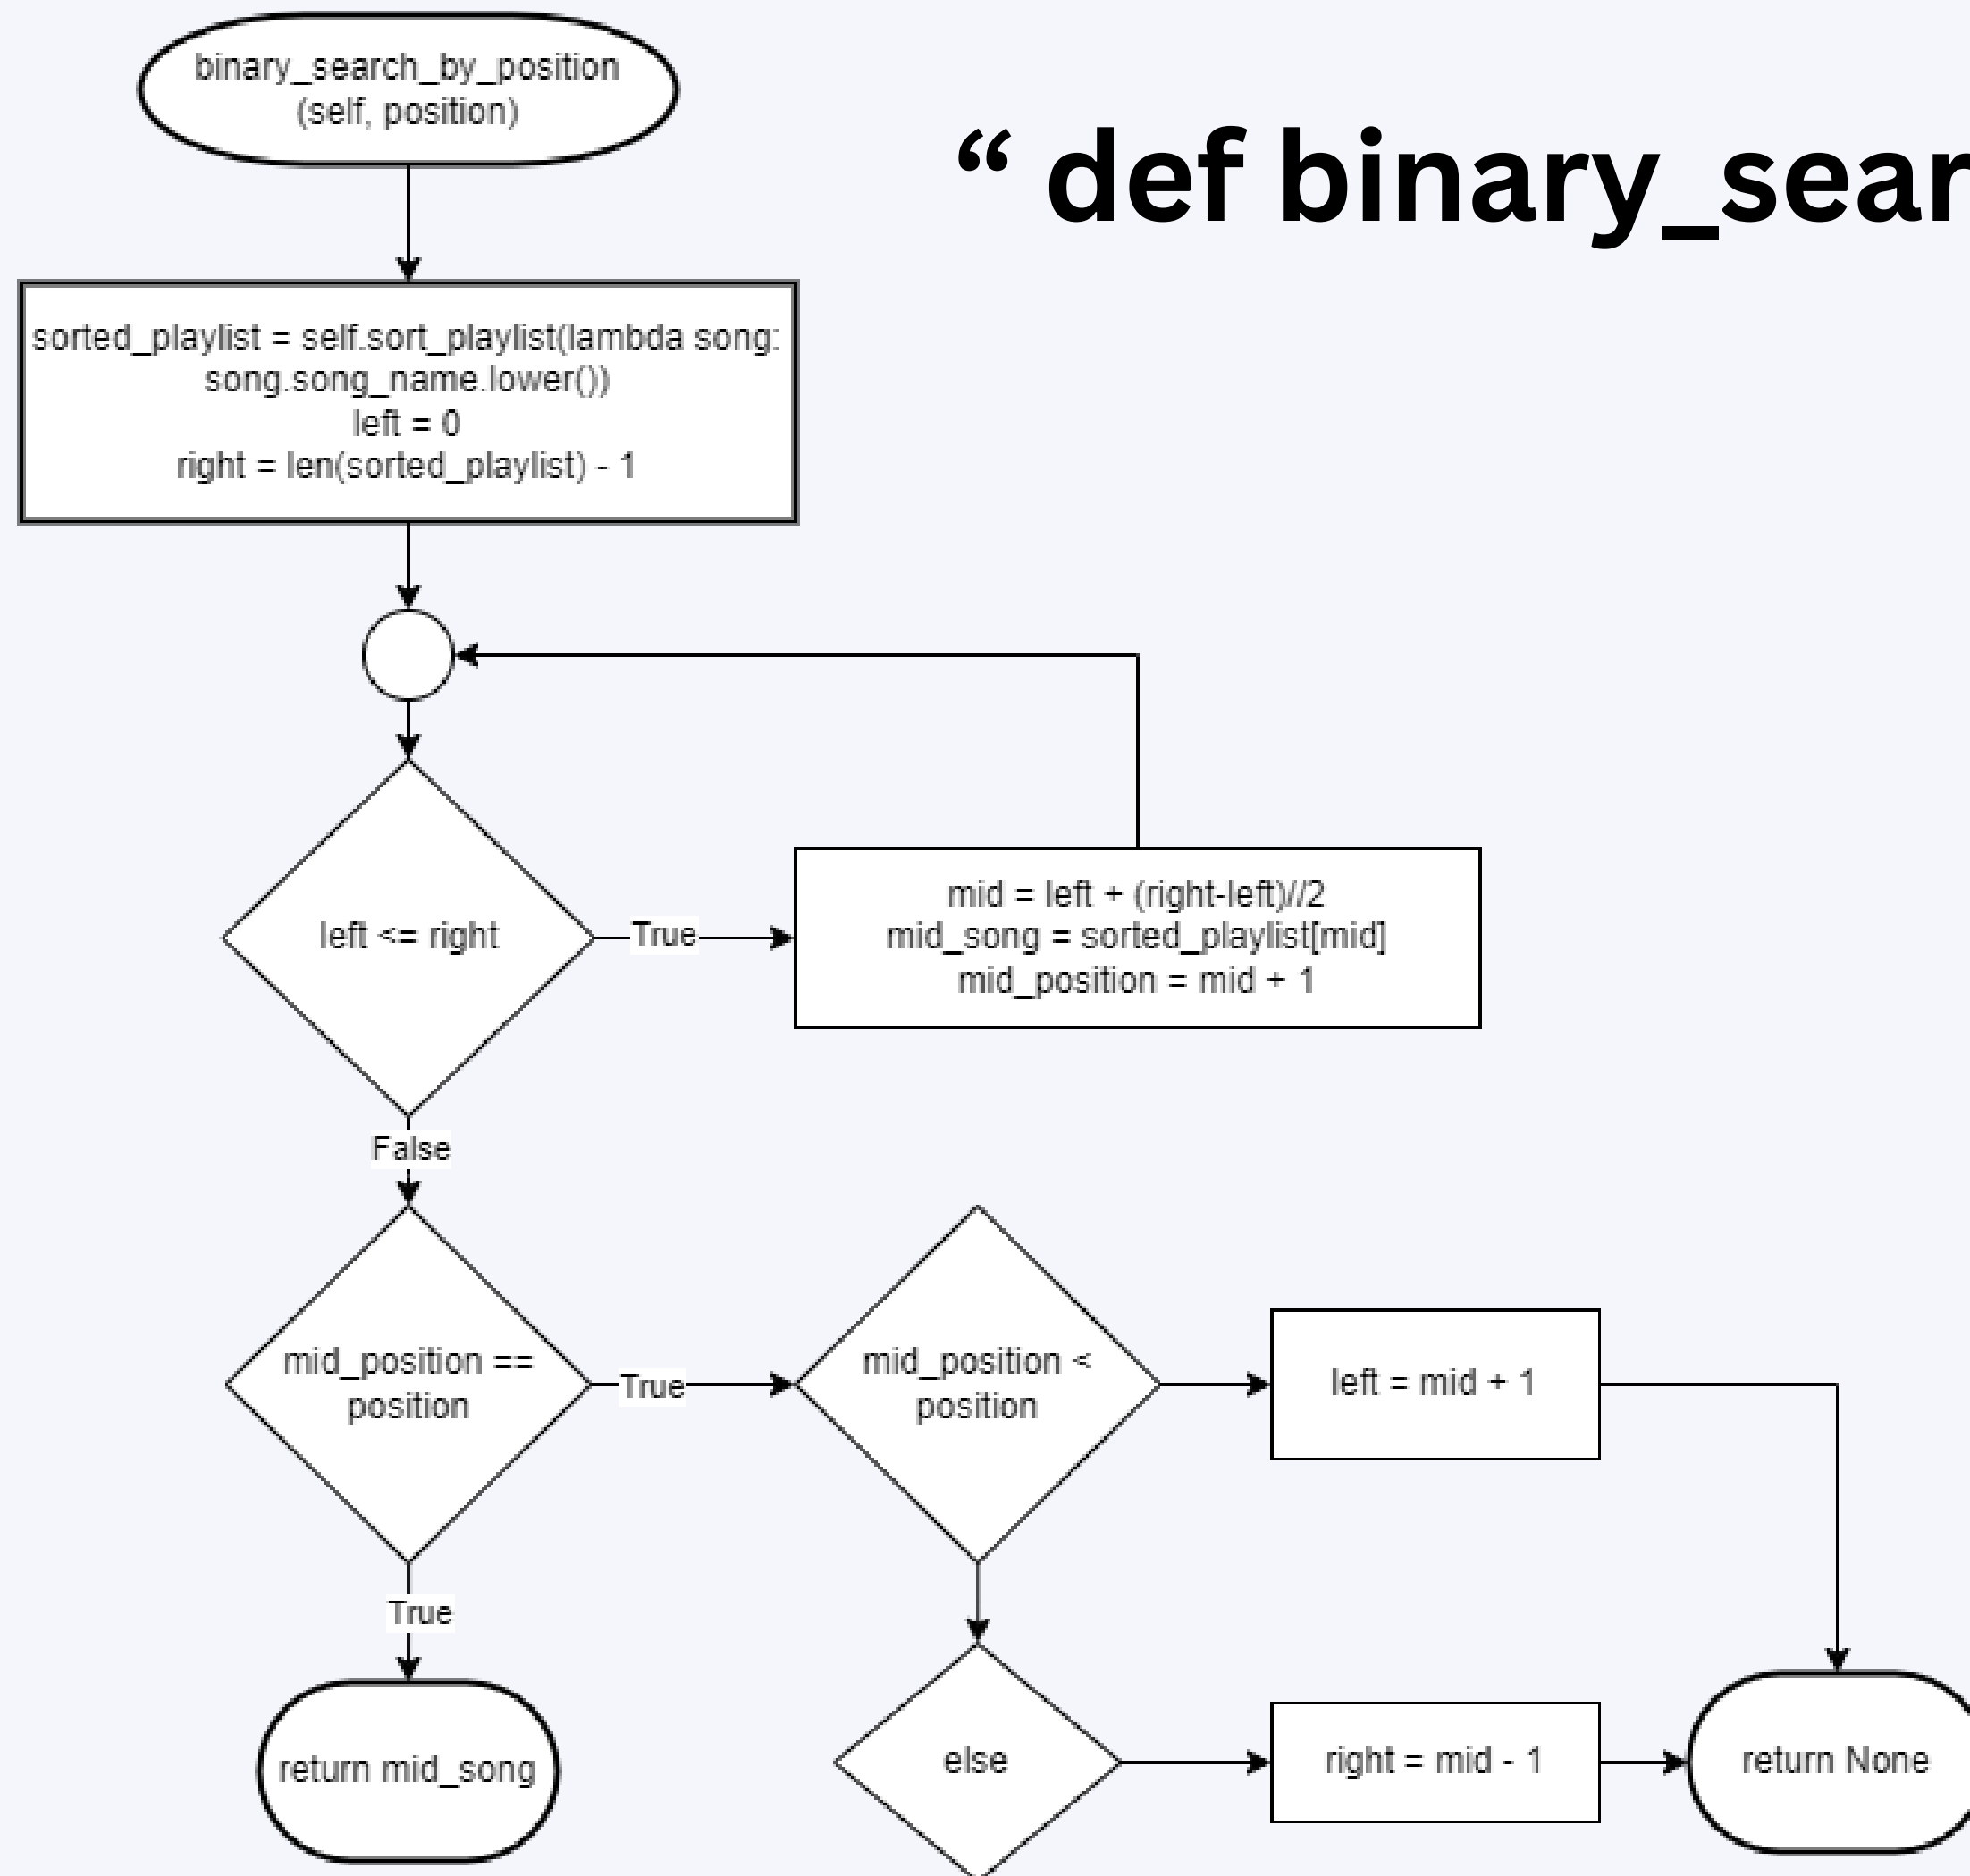 binary_search_by_position
(self, position)
“ def binary_sear
sorted_playlist = self.sort_playlist(lambda song:
song.song_name.lower())
left = 0
right = len(sorted_playlist) - 1
left <= right
True
mid = left + (right-left)//2
mid_song = sorted_playlist[mid]
mid_position = mid + 1
False
mid_position ==
position
True
mid_position <
position
left = mid + 1
True
return mid_song
else
right = mid - 1
return None